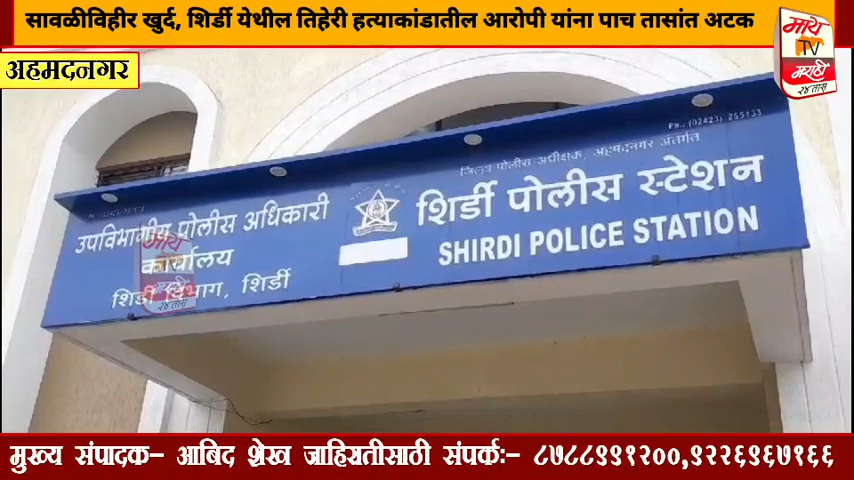 सावळीविहीर खुर्द, शिर्डी येथील तिहेरी हत्याकांडातील आरोपी यांना पाच तासांत अटक
माय
TV
मराठी
२४ तास
अहमदनगर
Ph.: (02423) 255133
जिल्हा पोलीस अधीक्षक, अहमदनगर अंतर्गत
उपविभागीय पोलीस अधिकारी
कार्यालय
शिर्डी विभाग, शिर्डी
शिर्डी पोलीस स्टेशन
SHIRDI POLICE STATION
मुख्य संपादक- आबिद शेख जाहिरातीसाठी संपर्कः- ८७८८९९१२००,९२२६९६७१६६